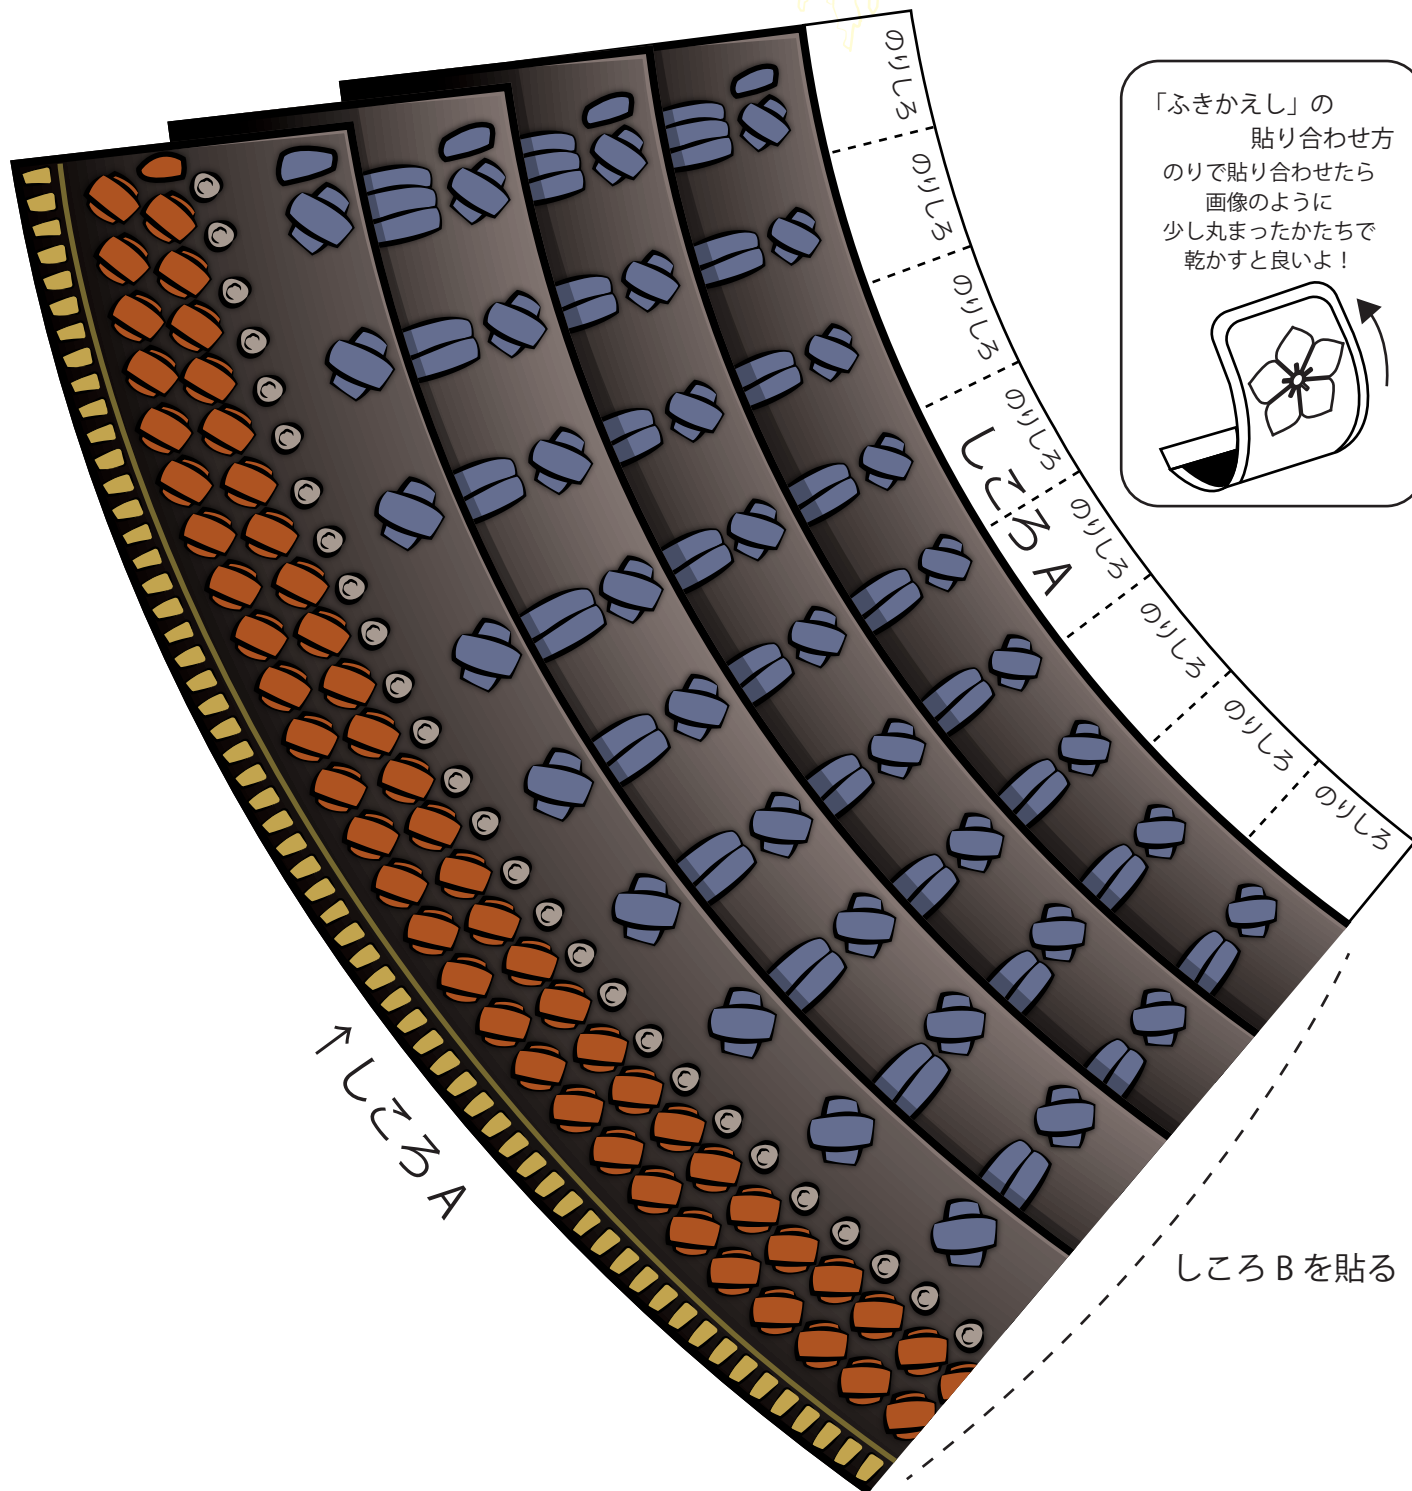 のりしろ
のりしろ
のりしろ
のりしろ
のりしろ
のりしろ
のりしろ
のりしろ
しころ A
「ふきかえし」の
貼り合わせ方
のりで貼り合わせたら
画像のように
少し丸まったかたちで
乾かすと良いよ！
↑しころ A
しころ B を貼る